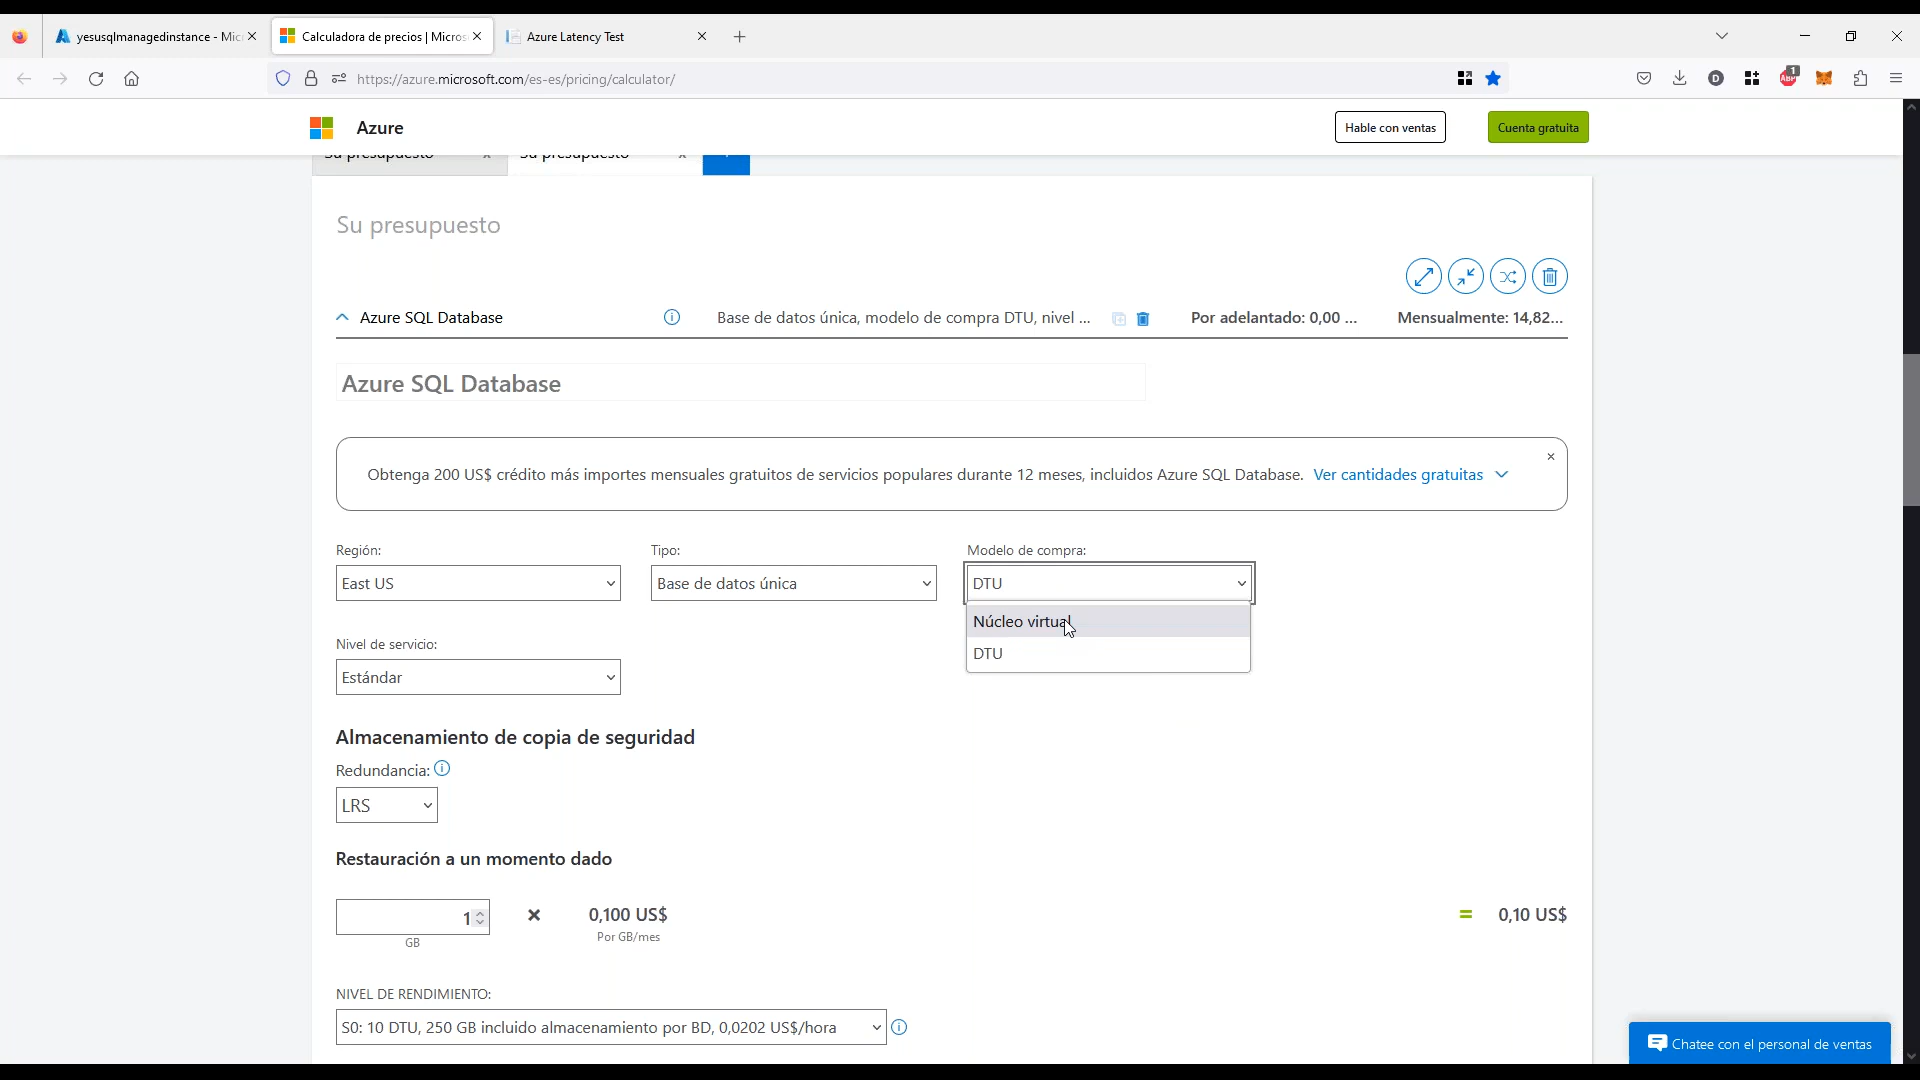 yesusqlmanagedinstance - Mic
Calculadora de precios | Micros
Azure Latency Test
https://azure.microsoft.com/es-es/pricing/calculator/
D
1
ABP
Azure
Hable con ventas
Cuenta gratuita
Su presupuesto
Su presupuesto
Su presupuesto
Azure SQL Database
Base de datos única, modelo de compra DTU, nivel ...
Por adelantado: 0,00 ...
Mensualmente: 14,82...
Azure SQL Database
Obtenga 200 US$ crédito más importes mensuales gratuitos de servicios populares durante 12 meses, incluidos Azure SQL Database. Ver cantidades gratuitas
Región:
Tipo:
Modelo de compra:
East US
Base de datos única
DTU
Núcleo virtual
DTU
Nivel de servicio:
Estándar
Almacenamiento de copia de seguridad
Redundancia:
LRS
Restauración a un momento dado
1
× 0,100 US$
= 0,10 US$
GB
Por GB/mes
NIVEL DE RENDIMIENTO:
S0: 10 DTU, 250 GB incluido almacenamiento por BD, 0,0202 US$/hora
Chatee con el personal de ventas